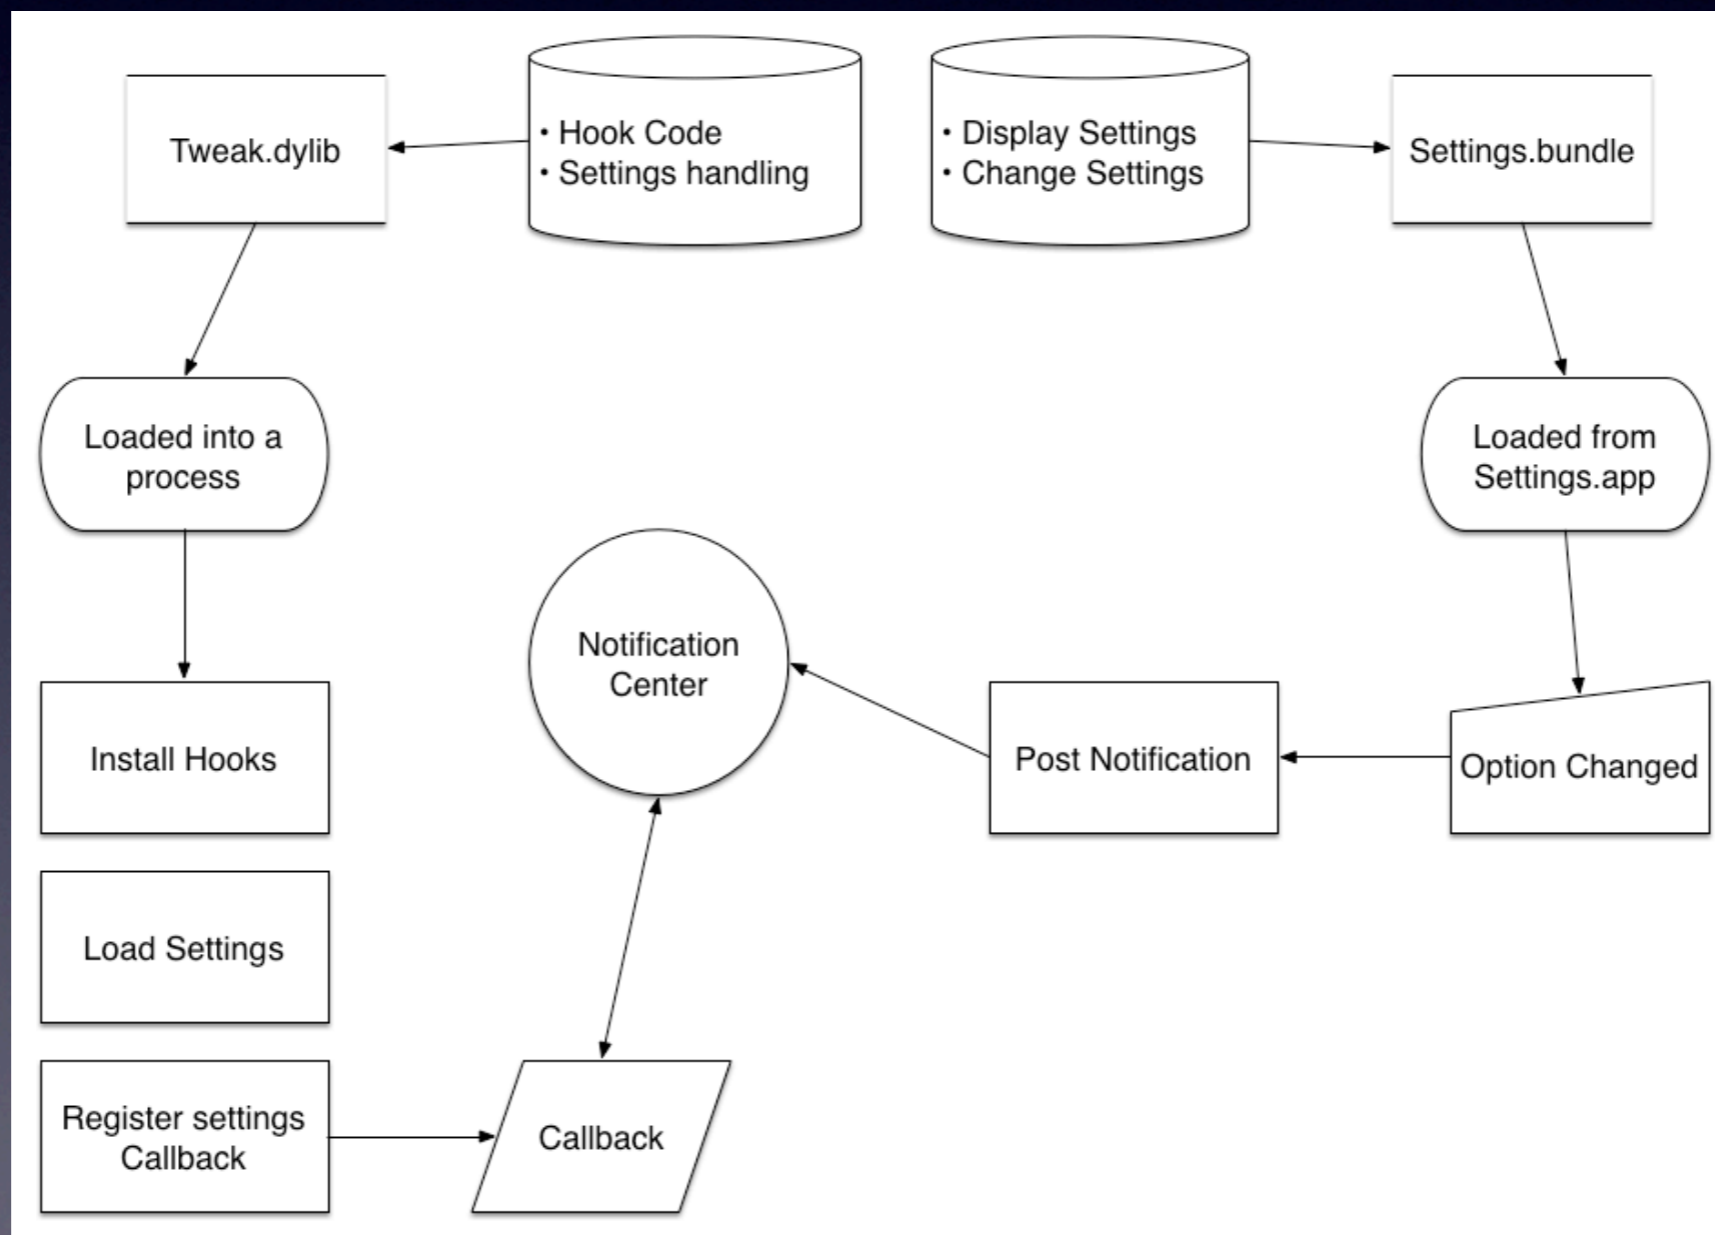 Tweak.dylib
• Hook Code
• Settings handling
• Display Settings
• Change Settings
Settings.bundle
Loaded into a
process
Loaded from
Settings.app
Notification
Center
Install Hooks
Post Notification
Option Changed
Load Settings
Register settings
Callback
Callback